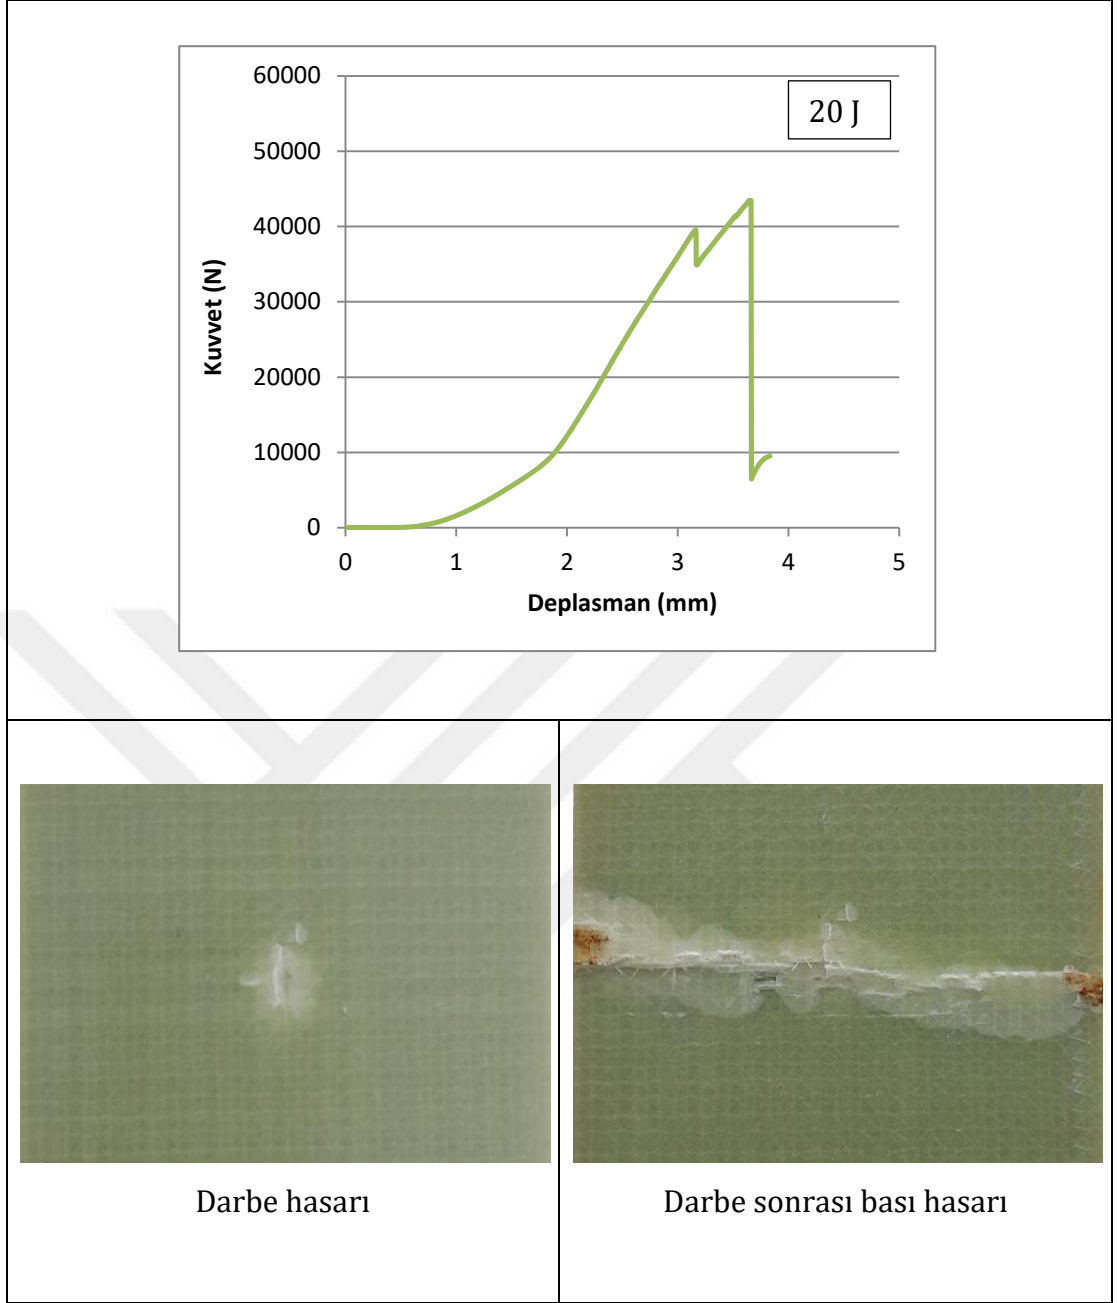 60000
20 J
50000
40000
30000
20000
10000
0
0 1 2 3 4 5
Kuvvet (N)
Deplasman (mm)
Darbe hasarı
Darbe sonrası bası hasarı